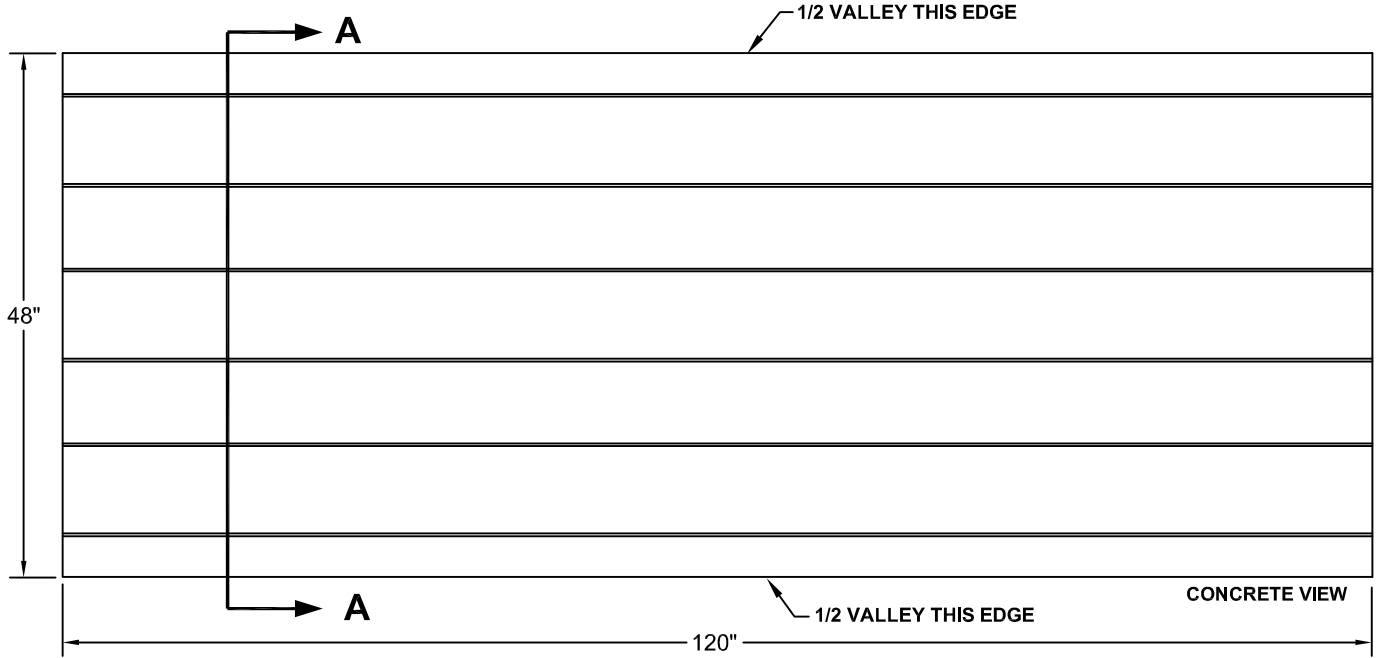 1/2 VALLEY THIS EDGE
A
48"
A
CONCRETE VIEW
1/2 VALLEY THIS EDGE
120"